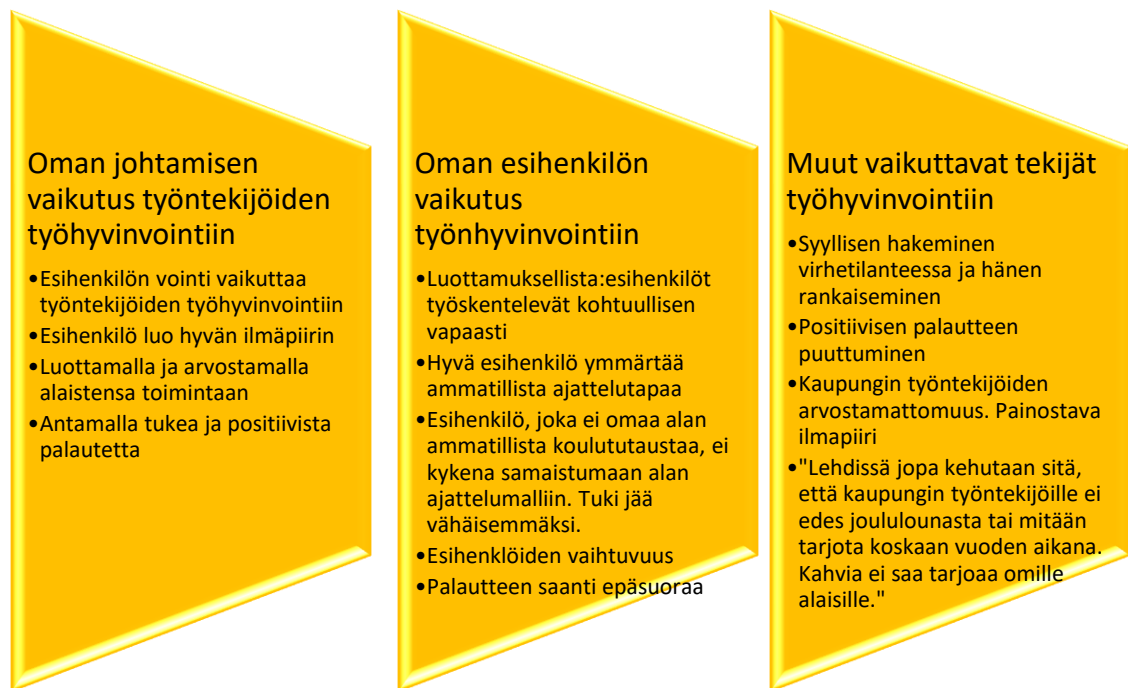 Oman johtamisen
vaikutus työntekijöiden
työhyvinvointiin
•Esihenkilön vointi vaikuttaa
työntekijöiden työhyvinvointiin
•Esihenkilö luo hyvän ilmäpiirin
•Luottamalla ja arvostamalla
alaistensa toimintaan
•Antamalla tukea ja positiivista
palautetta
Oman esihenkilön
vaikutus
työnhyvinvointiin
•Luottamuksellista:esihenkilöt
työskentelevät kohtuullisen
vapaasti
•Hyvä esihenkilö ymmärtää
ammatillista ajattelutapaa
•Esihenkilö, joka ei omaa alan
ammatillista koulututaustaa, ei
kykena samaistumaan alan
ajattelumalliin. Tuki jää
vähäisemmäksi.
•Esihenklöiden vaihtuvuus
•Palautteen saanti epäsuoraa
Muut vaikuttavat tekijät
työhyvinvointiin
•Syyllisen hakeminen
virhetilanteessa ja hänen
rankaiseminen
•Positiivisen palautteen
puuttuminen
•Kaupungin työntekijöiden
arvostamattomuus. Painostava
ilmapiiri
•"Lehdissä jopa kehutaan sitä,
että kaupungin työntekijöille ei
edes joululounasta tai mitään
tarjota koskaan vuoden aikana.
Kahvia ei saa tarjoaa omille
alaisille."